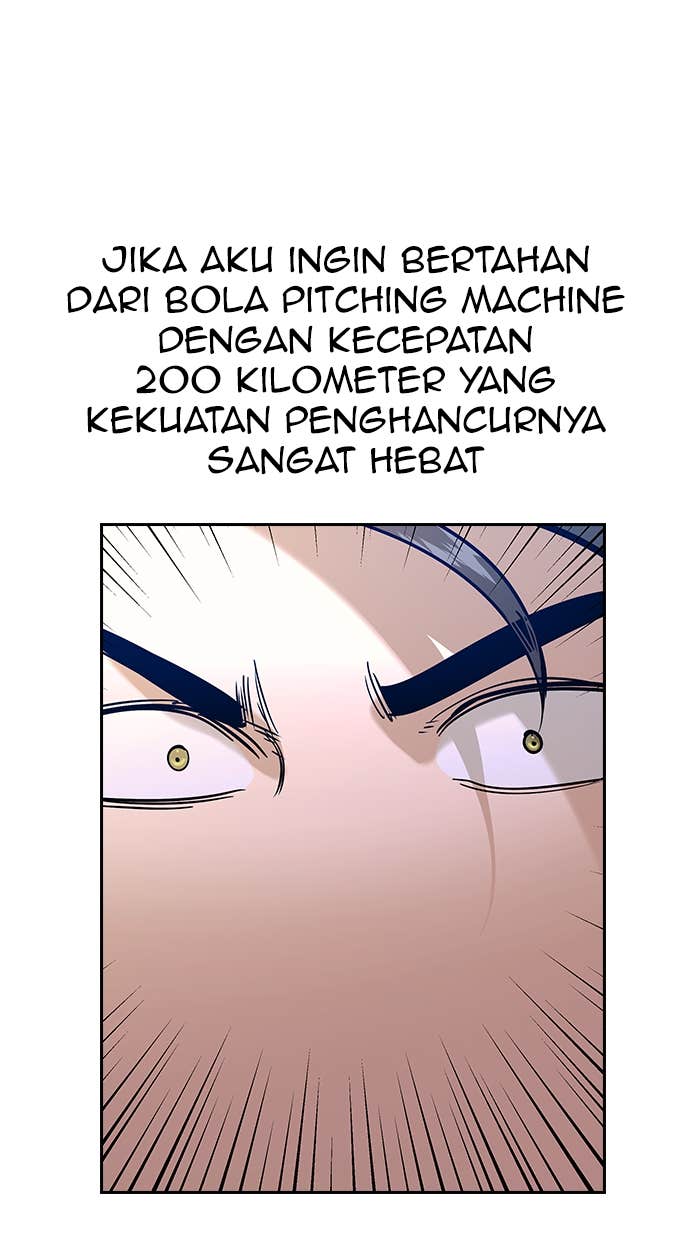 JIKA AKU INGIN BERTAHAN
DARI BOLA PITCHING MACHINE
DENGAN KECEPATAN
200 KILOMETER YANG
KEKUATAN PENGHANCURNYA
SANGAT HEBAT